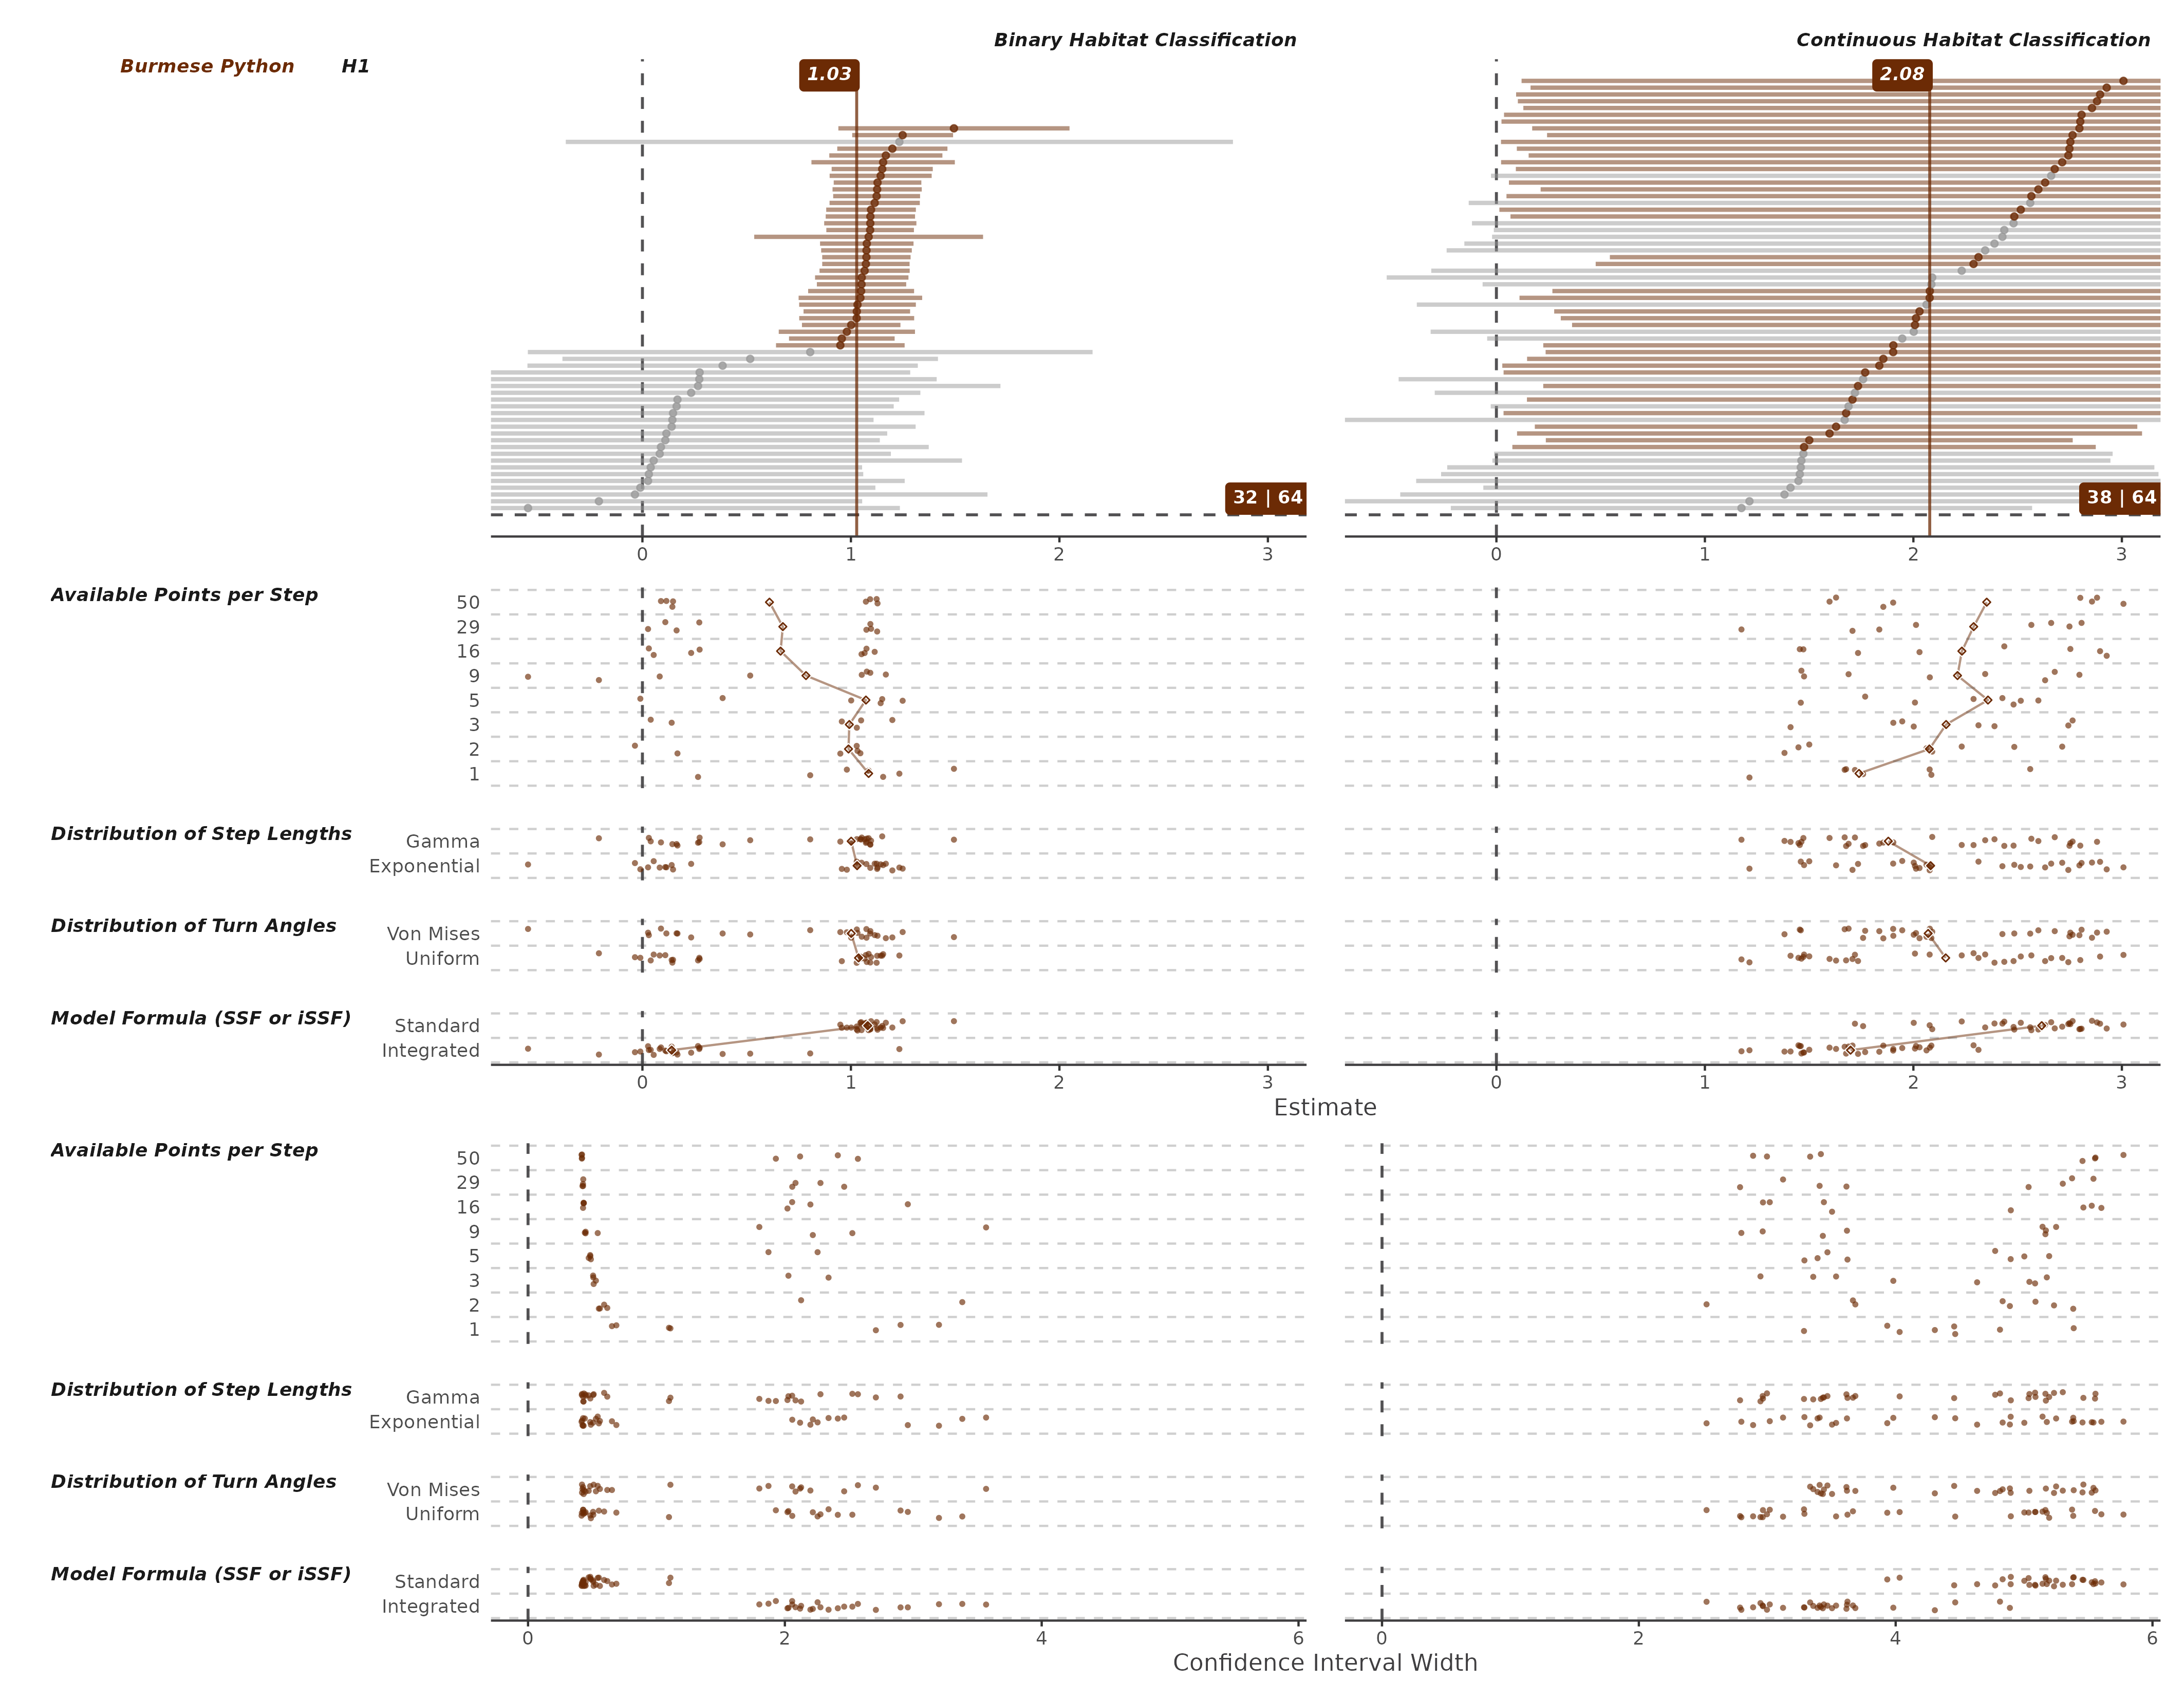 Binary Habitat Classification
Continuous Habitat Classification
Burmese Python H1
1.03
2.08
32 | 64
38 | 64
0 1 2 3
0 1 2 3
Available Points per Step
50
29
16
9
5
3
2
1
Distribution of Step Lengths
Gamma
Exponential
Distribution of Turn Angles
Von Mises
Uniform
Model Formula (SSF or iSSF)
Standard
Integrated
0 1 2 3
0 1 2 3
Estimate
Available Points per Step
50
29
16
9
5
3
2
1
Distribution of Step Lengths
Gamma
Exponential
Distribution of Turn Angles
Von Mises
Uniform
Model Formula (SSF or iSSF)
Standard
Integrated
0 2 4 6
0 2 4 6
Confidence Interval Width